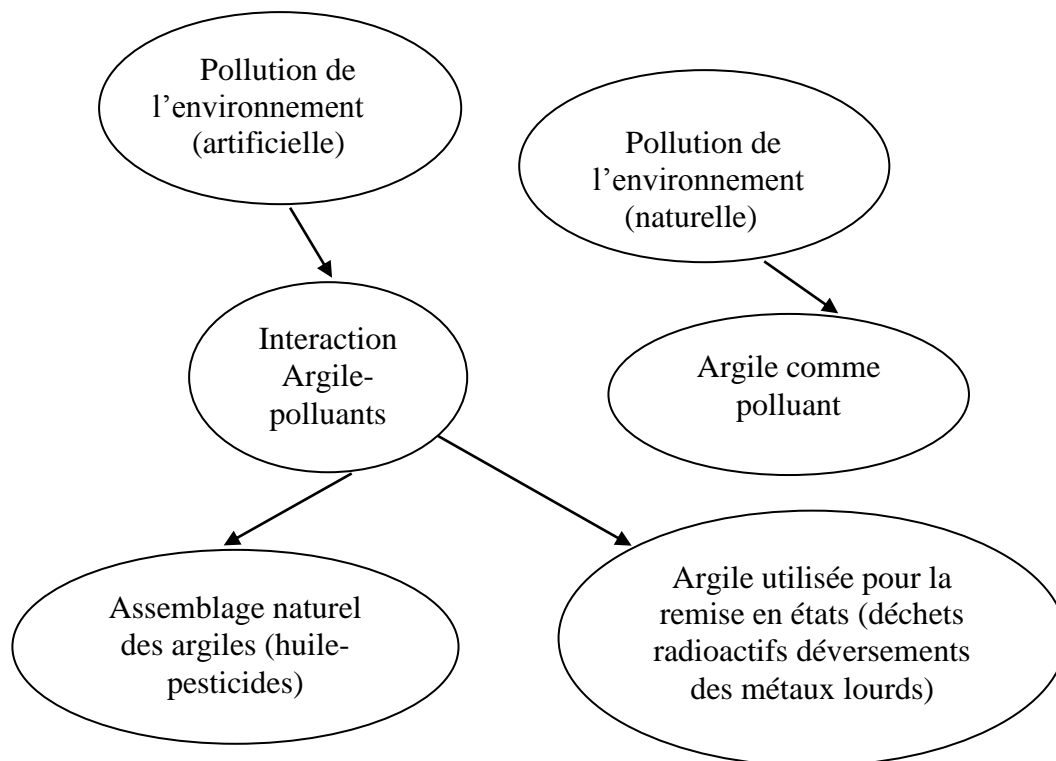 Pollution de
l’environnement
(artificielle)
Pollution de
l’environnement
(naturelle)
Interaction
Argile-
polluants
Argile comme
polluant
Assemblage naturel
des argiles (huile-
pesticides)
Argile utilisée pour la
remise en états (déchets
radioactifs déversements
des métaux lourds)